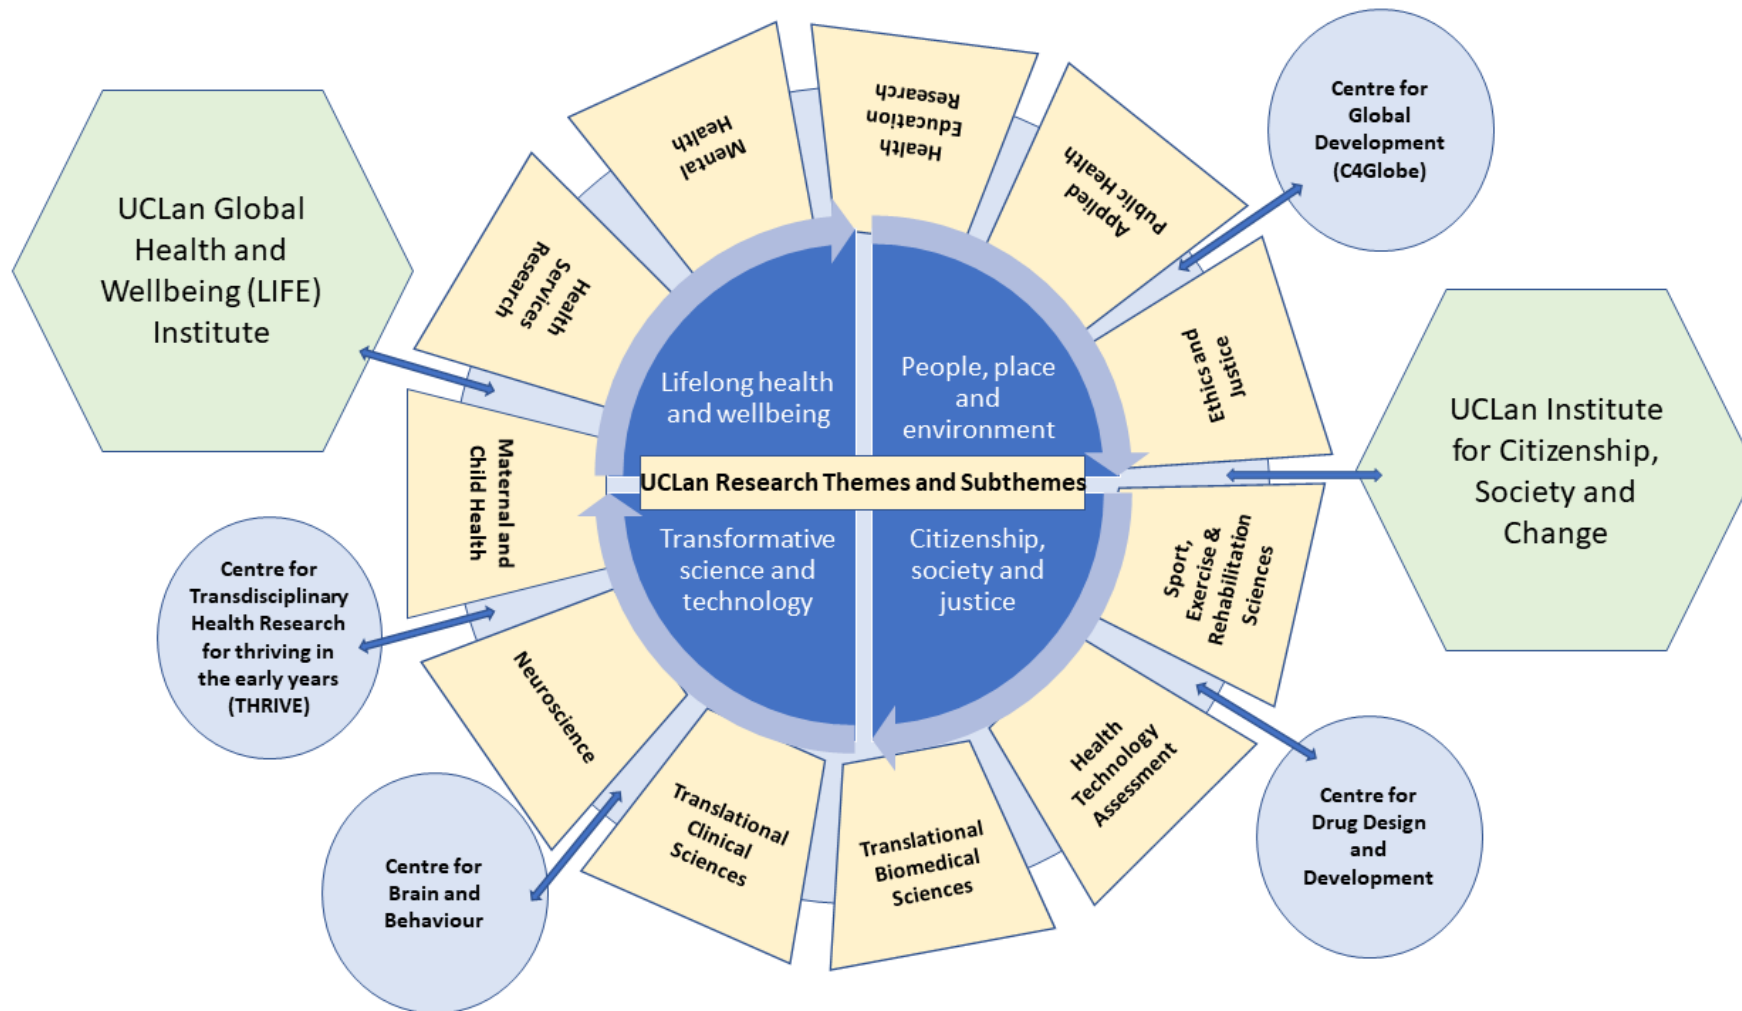 UCLan Global
Health and
Wellbeing (LIFE)
Institute
Mental
Health
Health
Education
Research
Applied
Public Health
Centre for
Global
Development
(C4Globe)
Health
Services
Research
Ethics and
Justice
Lifelong health
and wellbeing
People, place
and
environment
UCLan Research Themes and Subthemes
Transformative
science and
technology
Citizenship,
society and
justice
UCLan Institute
for Citizenship,
Society and
Change
Maternal and
Child Health
Sport,
Exercise &
Rehabilitation
Sciences
Centre for
Transdisciplinary
Health Research
for thriving in
the early years
(THRIVE)
Neuroscience
Translational
Clinical
Sciences
Translational
Biomedical
Sciences
Health
Technology
Assessment
Centre for
Brain and
Behaviour
Centre for
Drug Design
and
Development